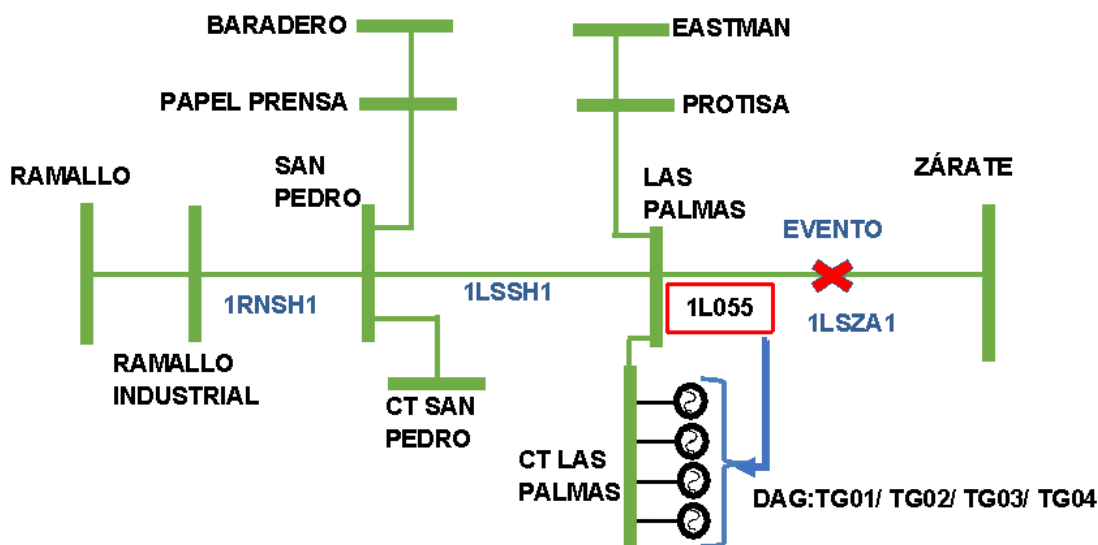 BARADERO
EASTMAN
PAPEL PRENSA
PROTISA
RAMALLO
SAN
PEDRO
LAS
PALMAS
ZÁRATE
EVENTO
1RNSH1
1LSSH1
1L055
1LSZA1
RAMALLO
INDUSTRIAL
CT SAN
PEDRO
CT LAS
PALMAS
DAG:TG01/ TG02/ TG03/ TG04